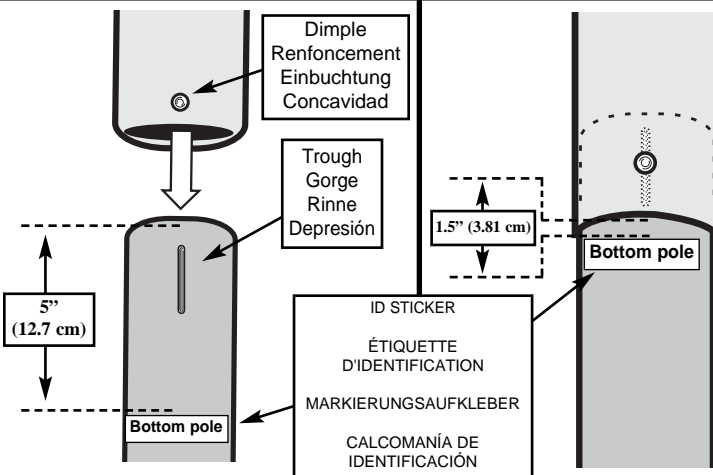 Dimple
Renfoncement
Einbuchtung
Concavidad
Trough
Gorge
Rinne
Depresión
5”
(12.7 cm)
Bottom pole
1.5” (3.81 cm)
Bottom pole
ID STICKER
ÉTIQUETTE
D'IDENTIFICATION
MARKIERUNGSAUFKLEBER
CALCOMANÍA DE
IDENTIFICACIÓN